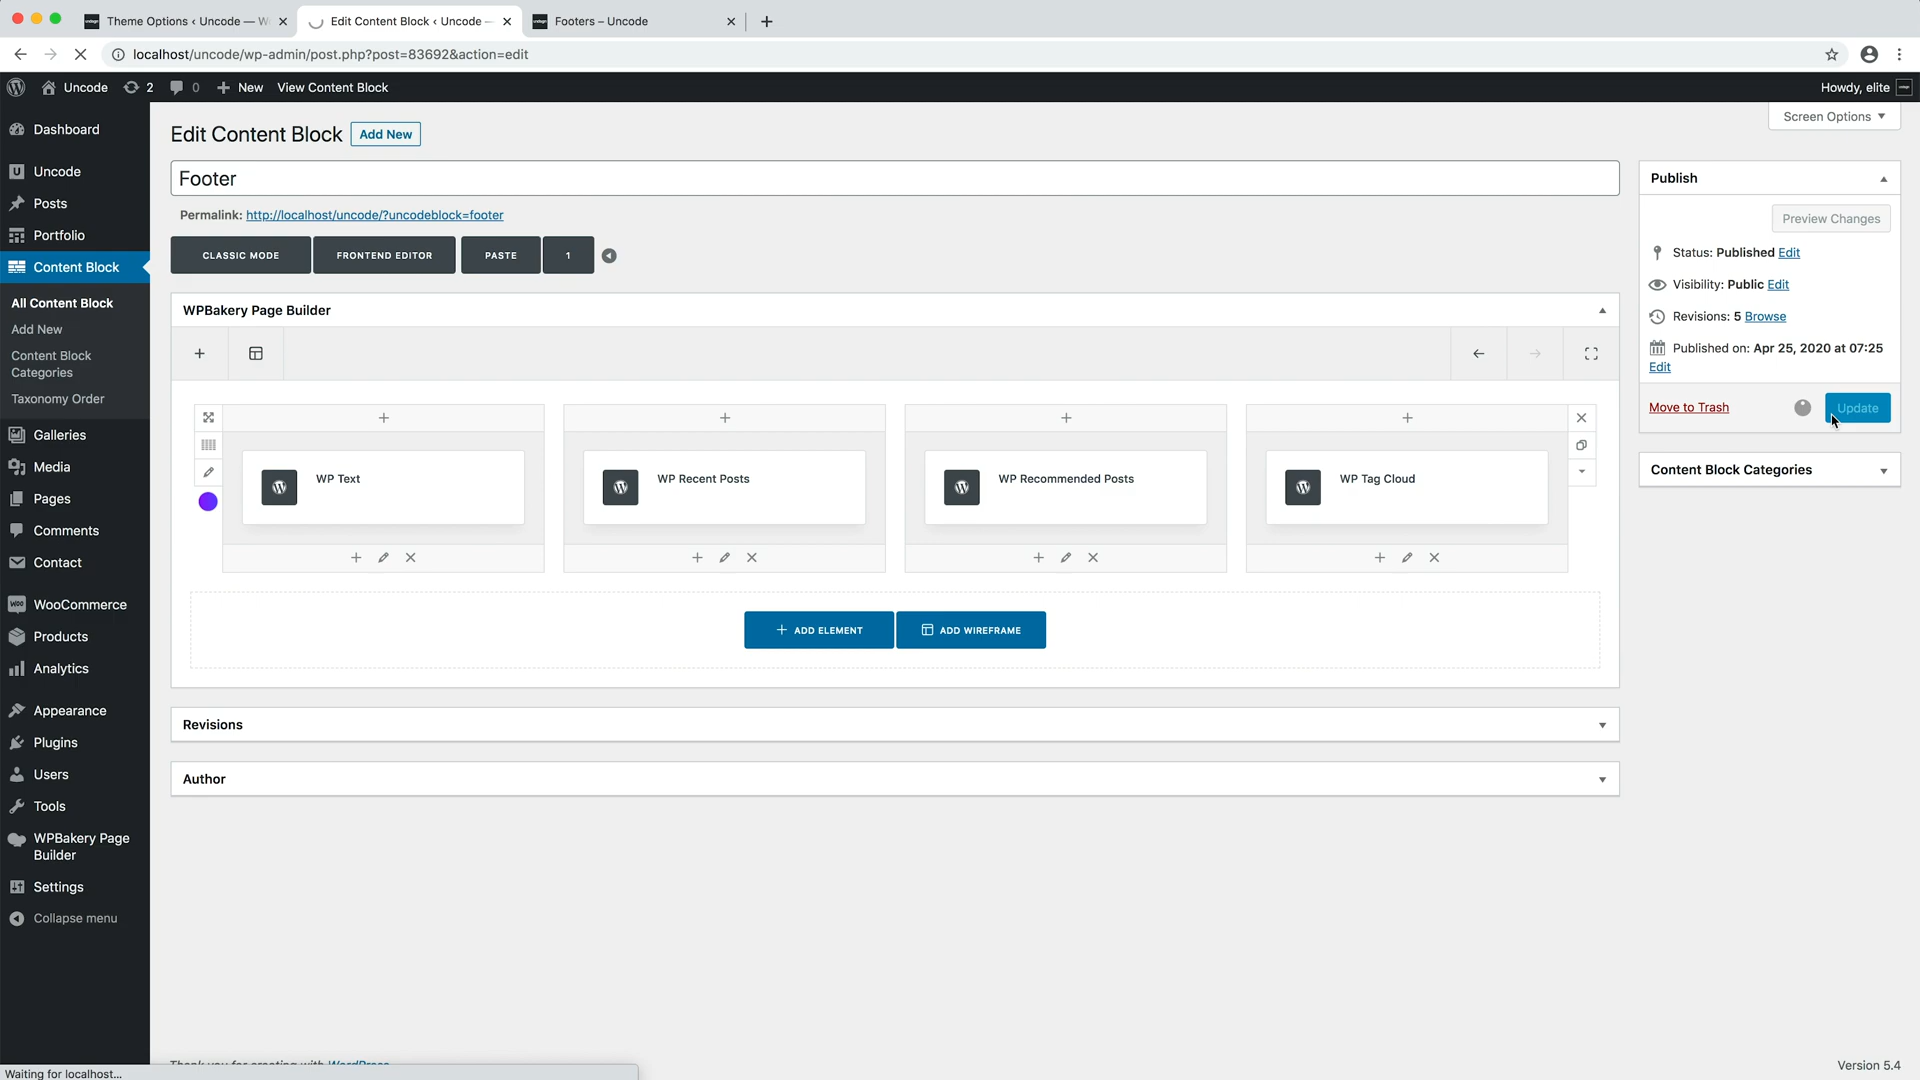 Theme Options ‹ Uncode — W
Edit Content Block ‹ Uncode —
Footers – Uncode
localhost/uncode/wp-admin/post.php?post=83692&action=edit
Uncode
2
0
New
View Content Block
Howdy, elite
Dashboard
Uncode
Posts
Portfolio
Content Block
All Content Block
Add New
Content Block
Categories
Taxonomy Order
Galleries
Media
Pages
Comments
Contact
WooCommerce
Products
Analytics
Appearance
Plugins
Users
Tools
WPBakery Page
Builder
Settings
Collapse menu
Screen Options
Edit Content Block
Add New
Footer
Permalink: http://localhost/uncode/?uncodeblock=footer
CLASSIC MODE
FRONTEND EDITOR
PASTE
1
WPBakery Page Builder
WP Text
WP Recent Posts
WP Recommended Posts
WP Tag Cloud
ADD ELEMENT
ADD WIREFRAME
Revisions
Author
Publish
Preview Changes
Status: Published Edit
Visibility: Public Edit
Revisions: 5 Browse
Published on: Apr 25, 2020 at 07:25
Edit
Move to Trash
Update
Content Block Categories
Thank you for creating with WordPress
Version 5.4
Waiting for localhost...